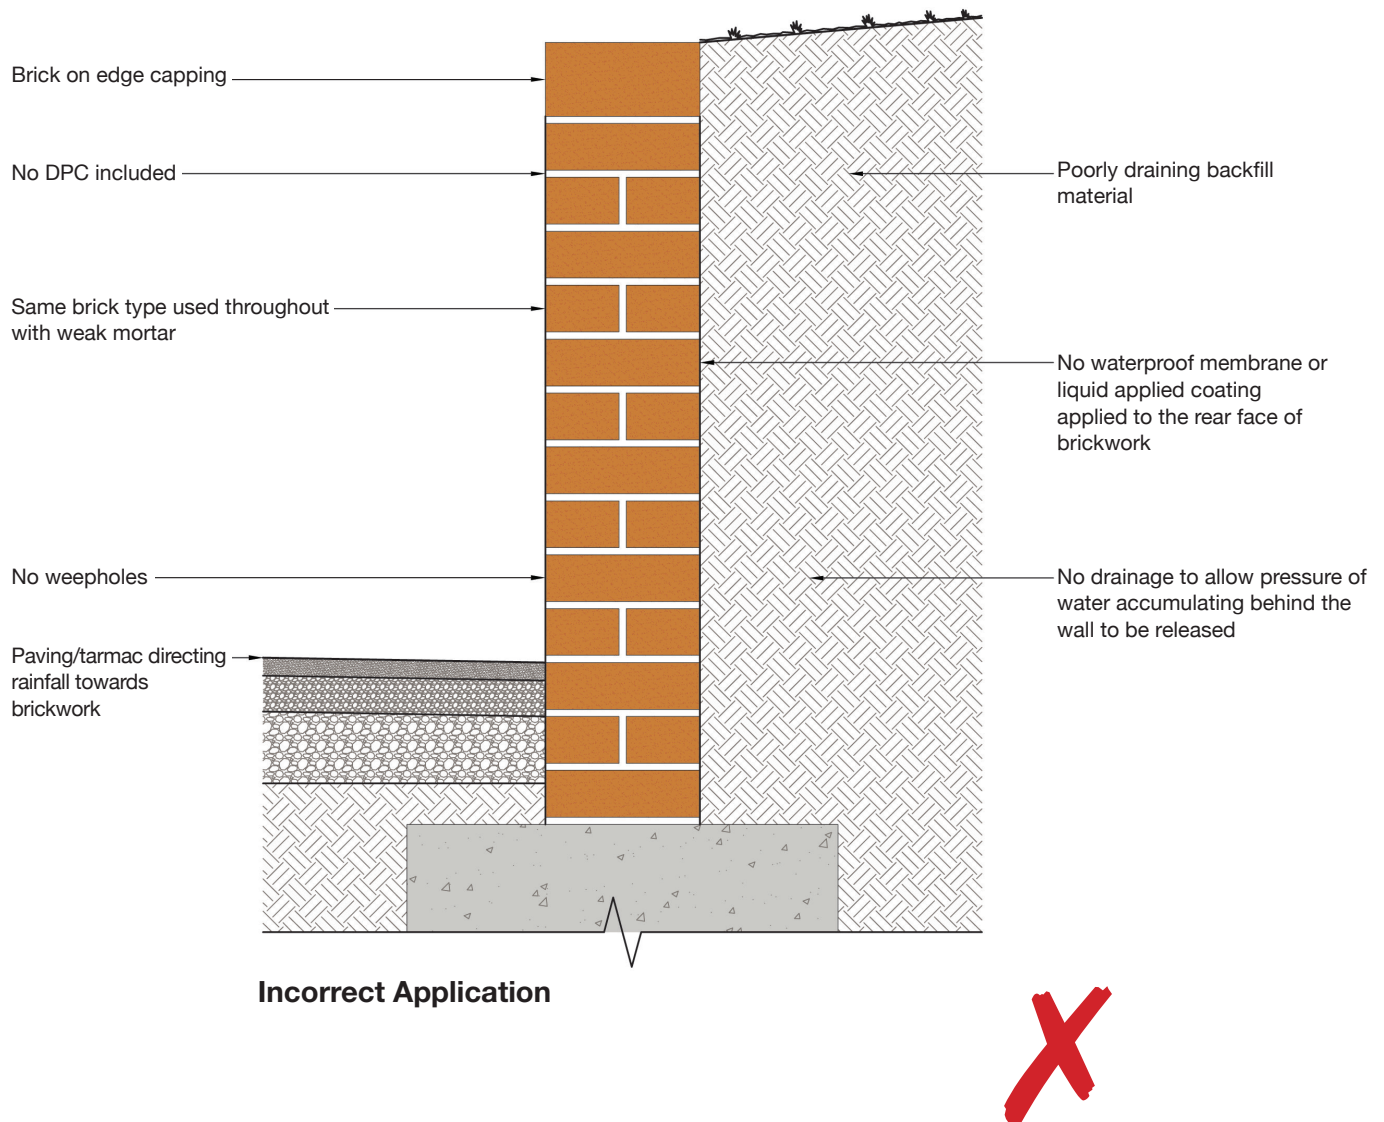 Brick on edge capping
No DPC included
Same brick type used throughout
with weak mortar
No weepholes
Paving/tarmac directing
rainfall towards
brickwork
Poorly draining backfill
material
No waterproof membrane or
liquid applied coating
applied to the rear face of
brickwork
No drainage to allow pressure of
water accumulating behind the
wall to be released
Incorrect Application